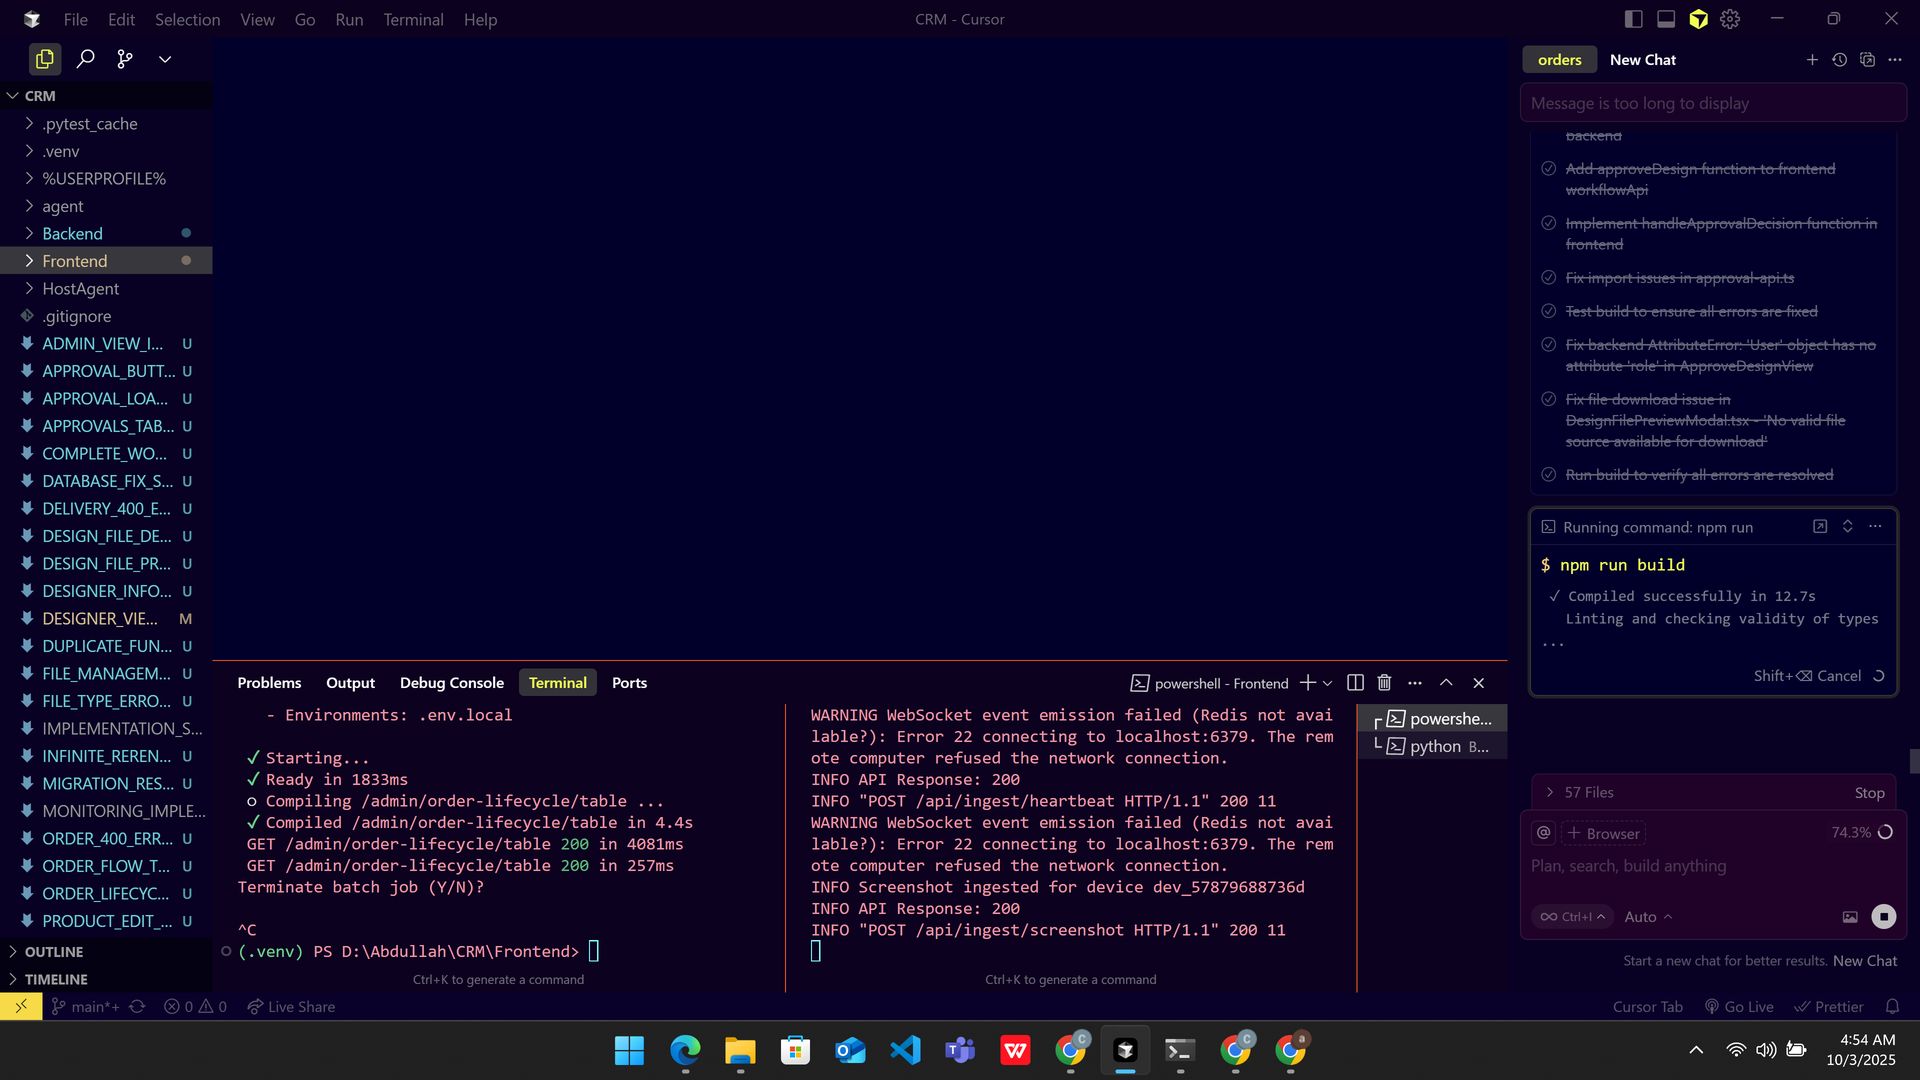 File Edit Selection View Go Run Terminal Help
CRM - Cursor
CRM
.pytest_cache
.venv
%USERPROFILE%
agent
Backend
Frontend
HostAgent
.gitignore
ADMIN_VIEW_I... U
APPROVAL_BUTT... U
APPROVAL_LOA... U
APPROVALS_TAB... U
COMPLETE_WO... U
DATABASE_FIX_S... U
DELIVERY_400_E... U
DESIGN_FILE_DE... U
DESIGN_FILE_PR... U
DESIGNER_INFO... U
DESIGNER_VIE... M
DUPLICATE_FUN... U
FILE_MANAGEM... U
FILE_TYPE_ERRO... U
IMPLEMENTATION_S...
INFINITE_REREN... U
MIGRATION_RES... U
MONITORING_IMPLE...
ORDER_400_ERR... U
ORDER_FLOW_T... U
ORDER_LIFECYC... U
PRODUCT_EDIT_... U
OUTLINE
TIMELINE
Problems Output Debug Console Terminal Ports
powershell - Frontend
- Environments: .env.local
✓ Starting...
✓ Ready in 1833ms
○ Compiling /admin/order-lifecycle/table ...
✓ Compiled /admin/order-lifecycle/table in 4.4s
GET /admin/order-lifecycle/table 200 in 4081ms
GET /admin/order-lifecycle/table 200 in 257ms
Terminate batch job (Y/N)?
^C
(.venv) PS D:\Abdullah\CRM\Frontend>
Ctrl+K to generate a command
WARNING WebSocket event emission failed (Redis not avai
lable?): Error 22 connecting to localhost:6379. The rem
ote computer refused the network connection.
INFO API Response: 200
INFO "POST /api/ingest/heartbeat HTTP/1.1" 200 11
WARNING WebSocket event emission failed (Redis not avai
lable?): Error 22 connecting to localhost:6379. The rem
ote computer refused the network connection.
INFO Screenshot ingested for device dev_57879688736d
INFO API Response: 200
INFO "POST /api/ingest/screenshot HTTP/1.1" 200 11
Ctrl+K to generate a command
powershe...
python B...
orders New Chat
Message is too long to display
backend
Add approveDesign function to frontend
workflowApi
Implement handleApprovalDecision function in
frontend
Fix import issues in approval-api.ts
Test build to ensure all errors are fixed
Fix backend AttributeError: 'User' object has no
attribute 'role' in ApproveDesignView
Fix file download issue in
DesignFilePreviewModal.tsx - 'No valid file
source available for download'
Run build to verify all errors are resolved
Running command: npm run
$ npm run build
✓ Compiled successfully in 12.7s
Linting and checking validity of types
...
Shift+⌫ Cancel
57 Files Stop
@ + Browser 74.3%
Plan, search, build anything
∞ Ctrl+I Auto
Start a new chat for better results. New Chat
main*+ 0 0 Live Share
Cursor Tab Go Live Prettier
4:54 AM
10/3/2025